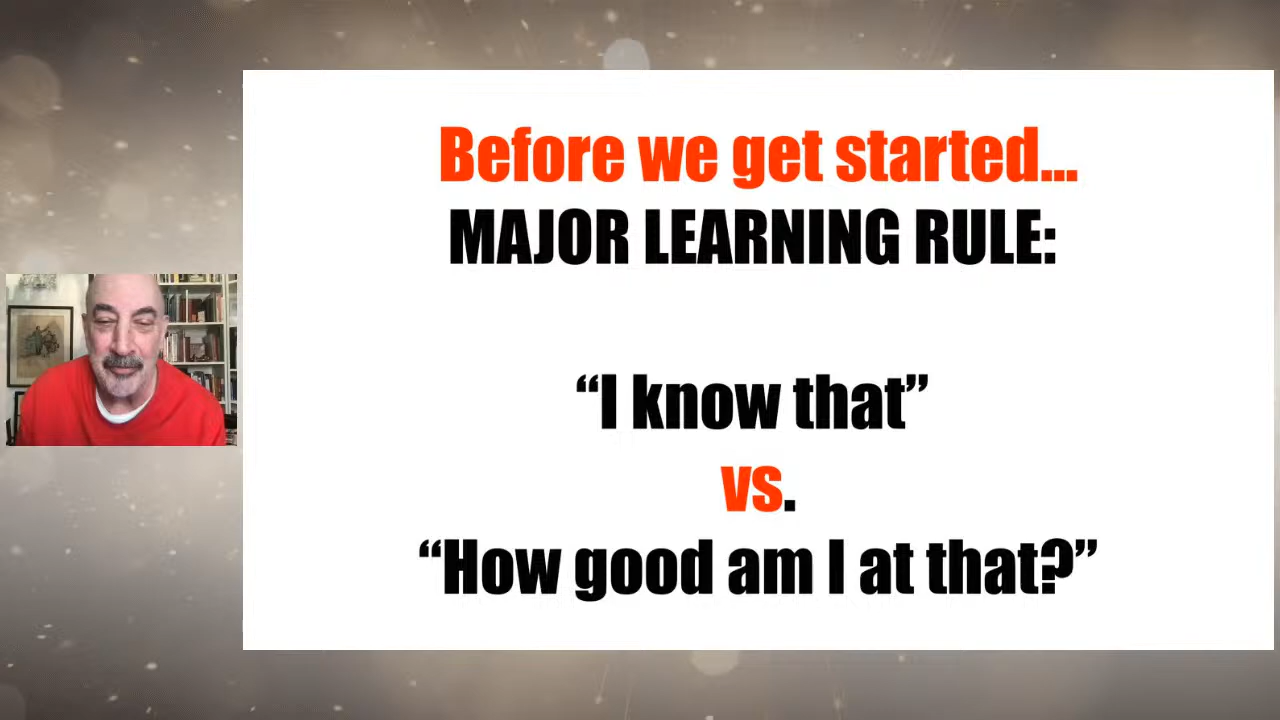 Before we get started...
MAJOR LEARNING RULE:
“I know that”
vs.
“How good am I at that?”